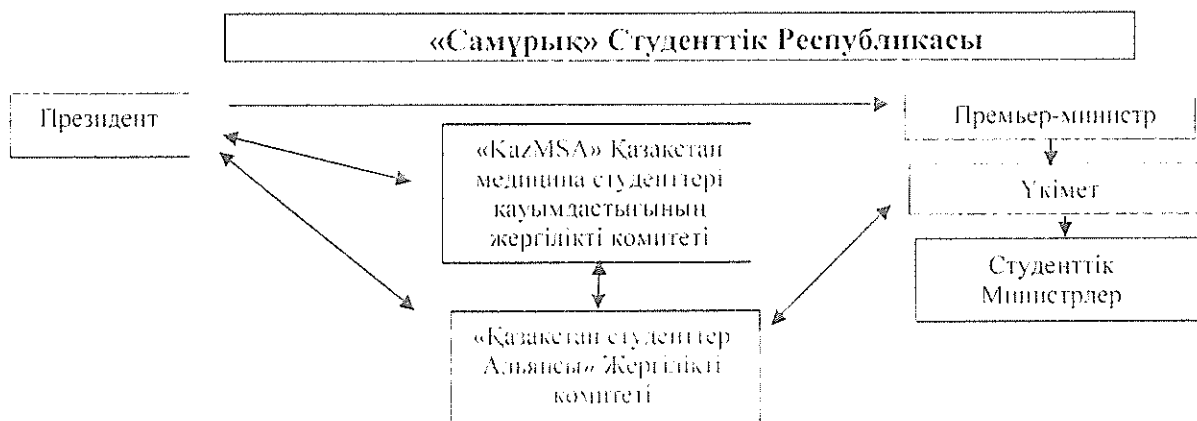 «Самұрық» Студенттік Республикасы
Президент
Премьер-министр
«KazMSA» Қазақстан
медицина студенттері
қауымдастығының
жергілікті комитеті
Үкімет
Студенттік
Министрлер
«Қазақстан студенттер
Альянсы» Жергілікті
комитеті